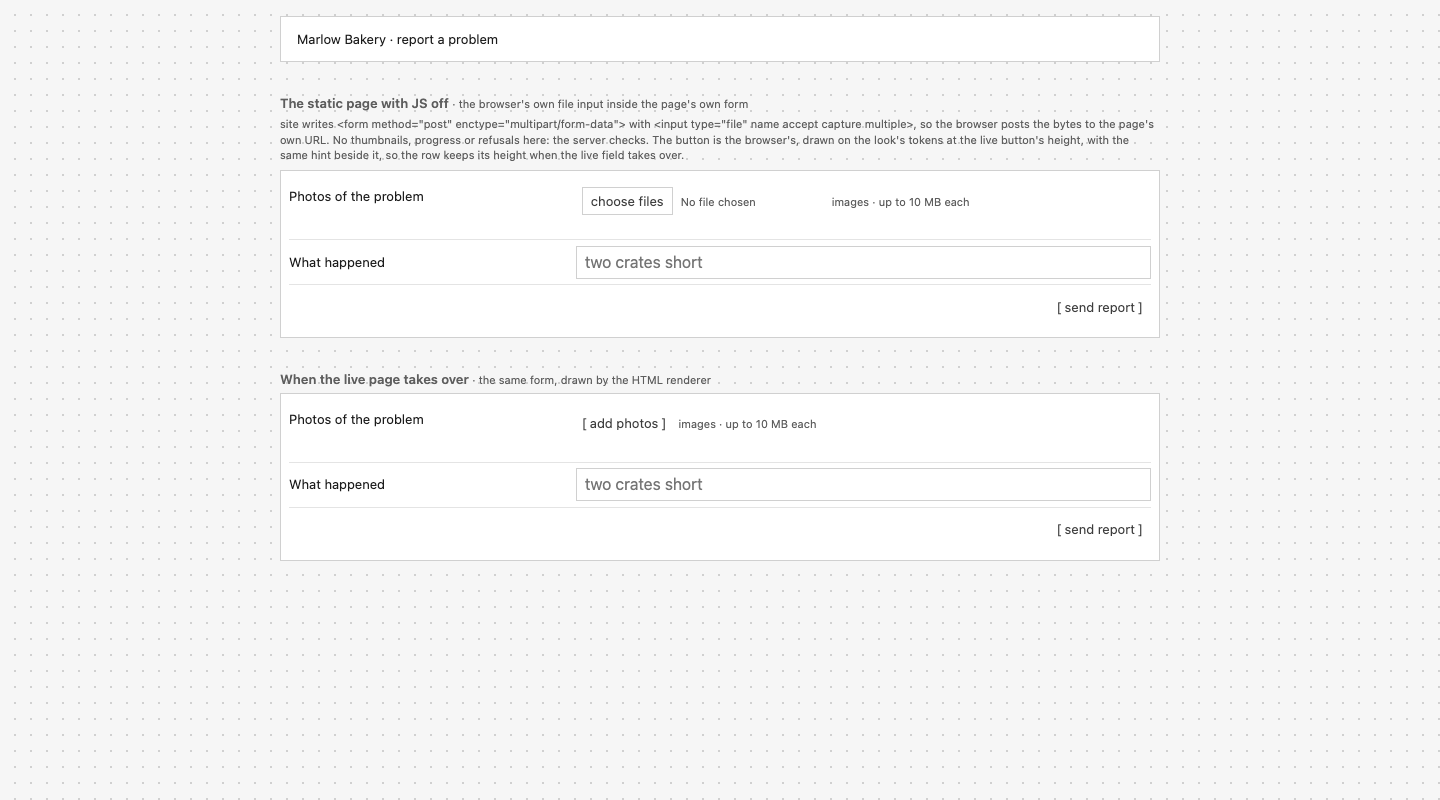 Marlow Bakery · report a problem
The static page with JS off · the browser's own file input inside the page's own form
site writes <form method="post" enctype="multipart/form-data"> with <input type="file" name accept capture multiple>, so the browser posts the bytes to the page's
own URL. No thumbnails, progress or refusals here: the server checks. The button is the browser's, drawn on the look's tokens at the live button's height, with the
same hint beside it, so the row keeps its height when the live field takes over.
Photos of the problem choose files No file chosen images · up to 10 MB each
What happened two crates short
[ send report ]
When the live page takes over · the same form, drawn by the HTML renderer
Photos of the problem [ add photos ] images · up to 10 MB each
What happened two crates short
[ send report ]